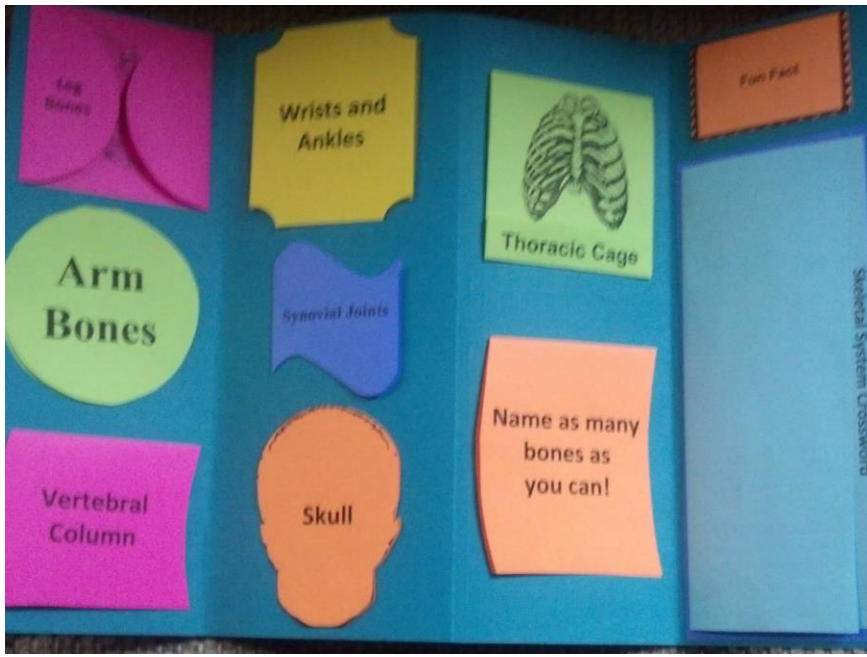 Leg
Bones
Arm
Bones
Vertebral
Column
Wrists and
Ankles
Synovial Joints
Skull
Thoracic Cage
Name as many
bones as
you can!
Fun Fact
Skeletal System Crossword